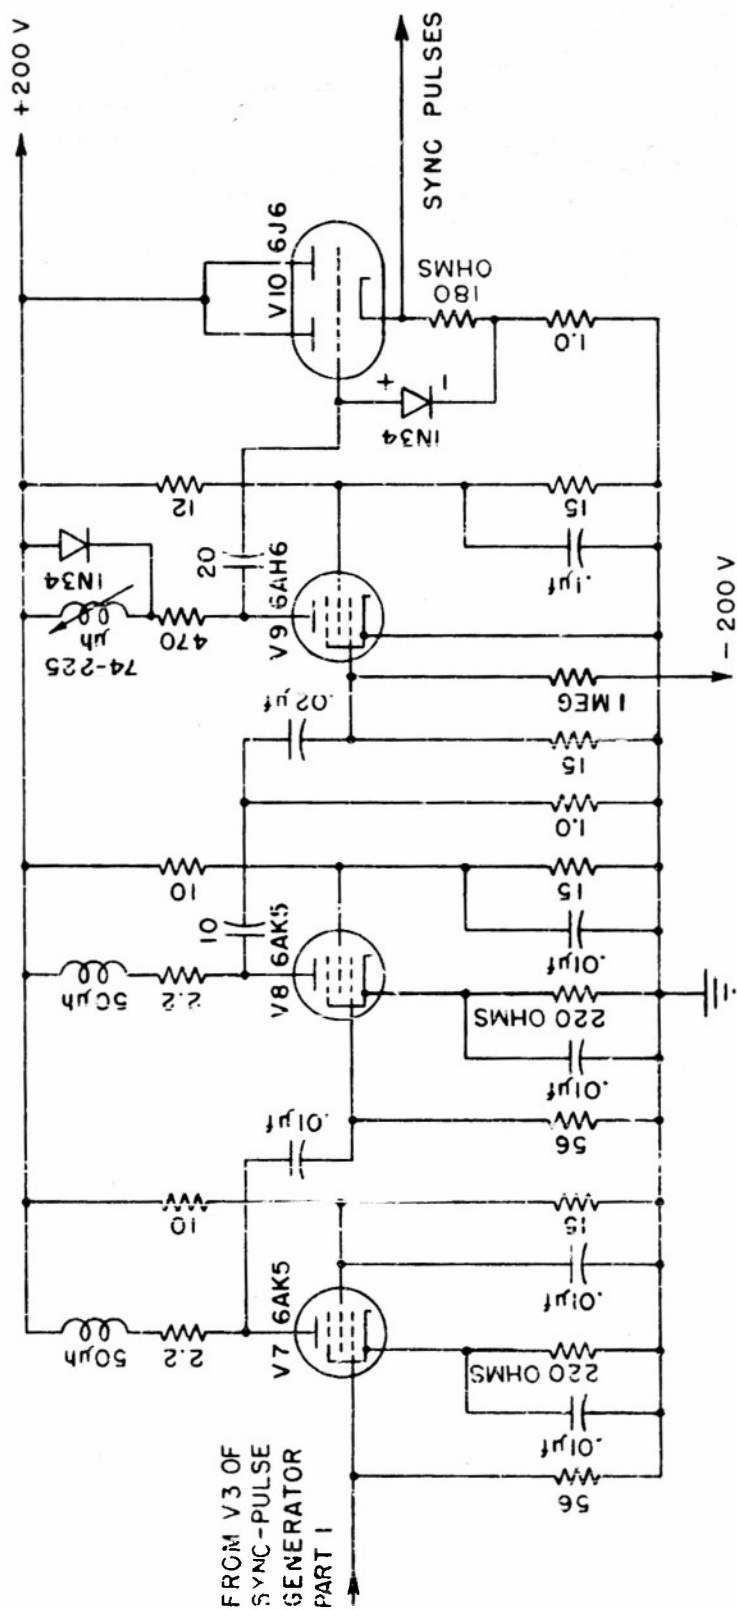 +200 V
SYNC PULSES
V10 6J6
180
OHMS
1.0
+
−
1N34
12
15
.1µf
1N34
74-225
µh
470
20
V9 6AH6
.02µf
1 MEG
− 200 V
15
1.0
10
15
.01µf
10
50µh
2.2
V8 6AK5
220 OHMS
.01µf
.01µf
56
10
15
.01µf
50µh
2.2
V7 6AK5
220 OHMS
.01µf
56
FROM V3 OF
SYNC-PULSE
GENERATOR
PART 1